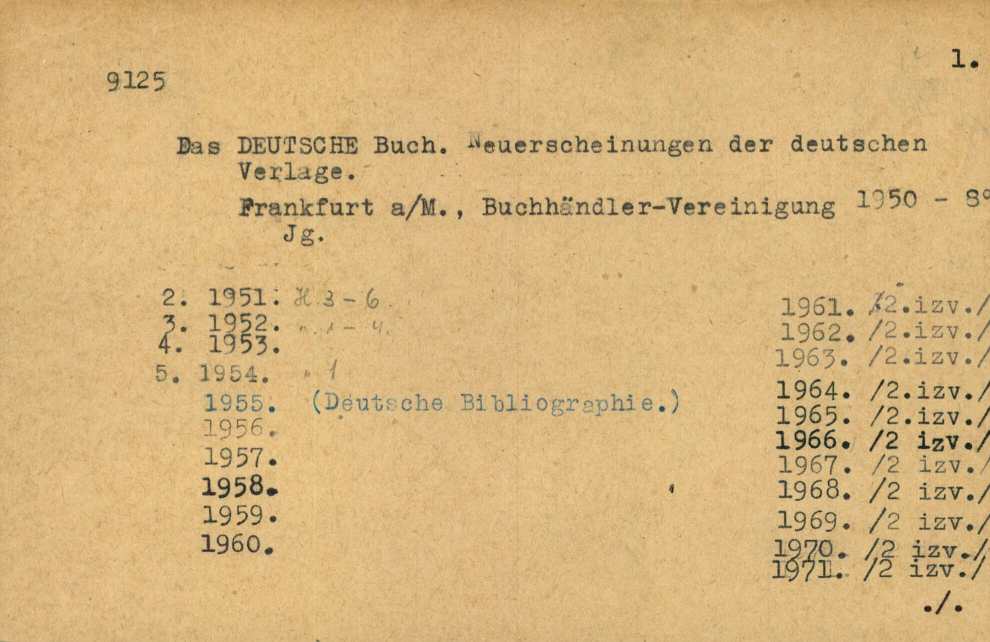 1.
9125
Das DEUTSCHE Buch. Neuerscheinungen der deutschen
Verlage.
Frankfurt a/M., Buchhändler-Vereinigung 1950 - 8°
Jg.
2. 1951. H 3-6
3. 1952. " 1-4.
4. 1953.
5. 1954. " 1
1955. (Deutsche Bibliographie.)
1956.
1957.
1958.
1959.
1960.
1961. /2.izv./
1962. /2.izv./
1963. /2.izv./
1964. /2.izv./
1965. /2.izv./
1966. /2 izv./
1967. /2 izv./
1968. /2 izv./
1969. /2 izv./
1970. /2 izv./
1971. /2 izv./
./.